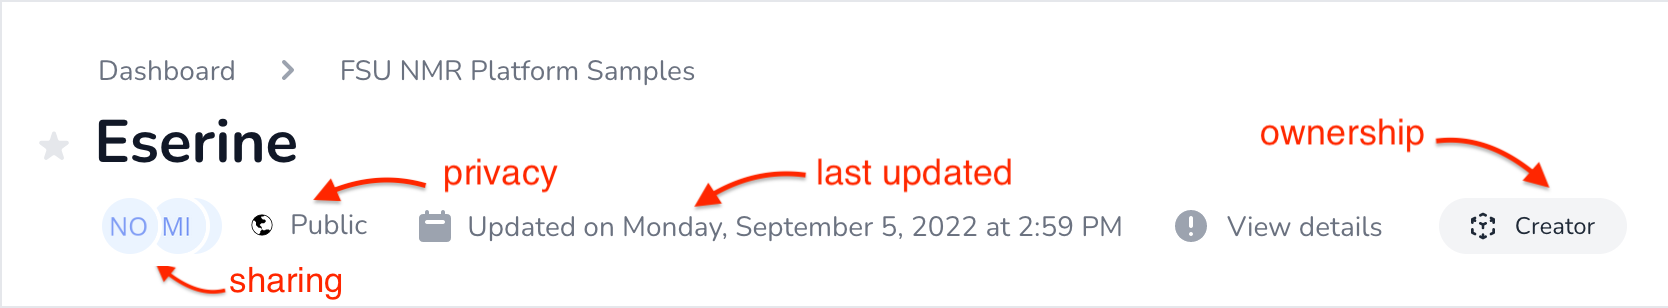 Dashboard > FSU NMR Platform Samples
ownership
Eserine
privacy last updated
NO MI Public Updated on Monday, September 5, 2022 at 2:59 PM View details Creator
sharing